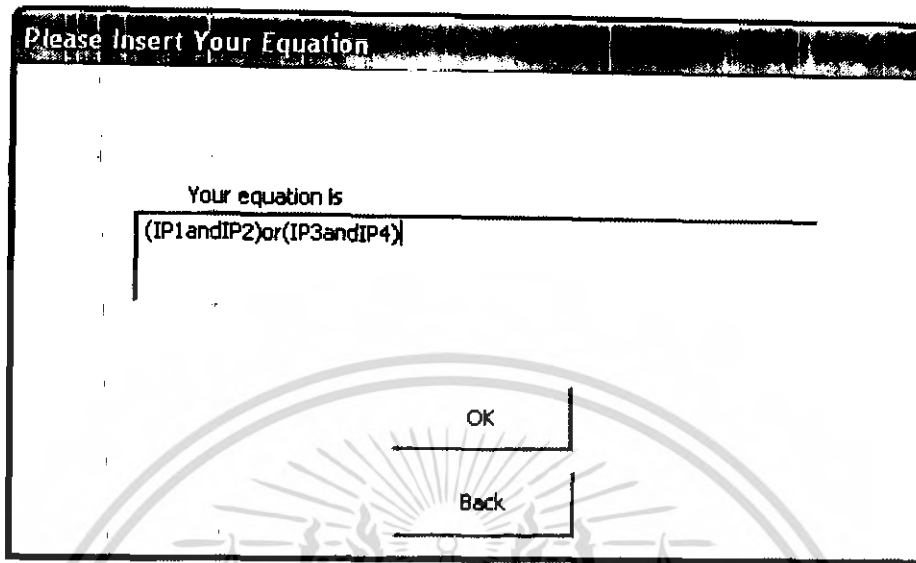 Please Insert Your Equation
Your equation is
(IP1andIP2)or(IP3andIP4)
OK
Back